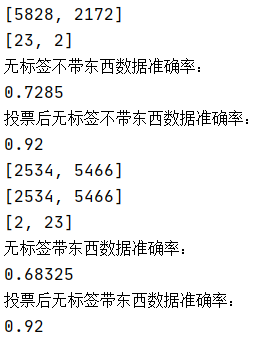 [5828, 2172]
[23, 2]
无标签不带东西数据准确率：
0.7285
投票后无标签不带东西数据准确率：
0.92
[2534, 5466]
[2534, 5466]
[2, 23]
无标签带东西数据准确率：
0.68325
投票后无标签带东西数据准确率：
0.92